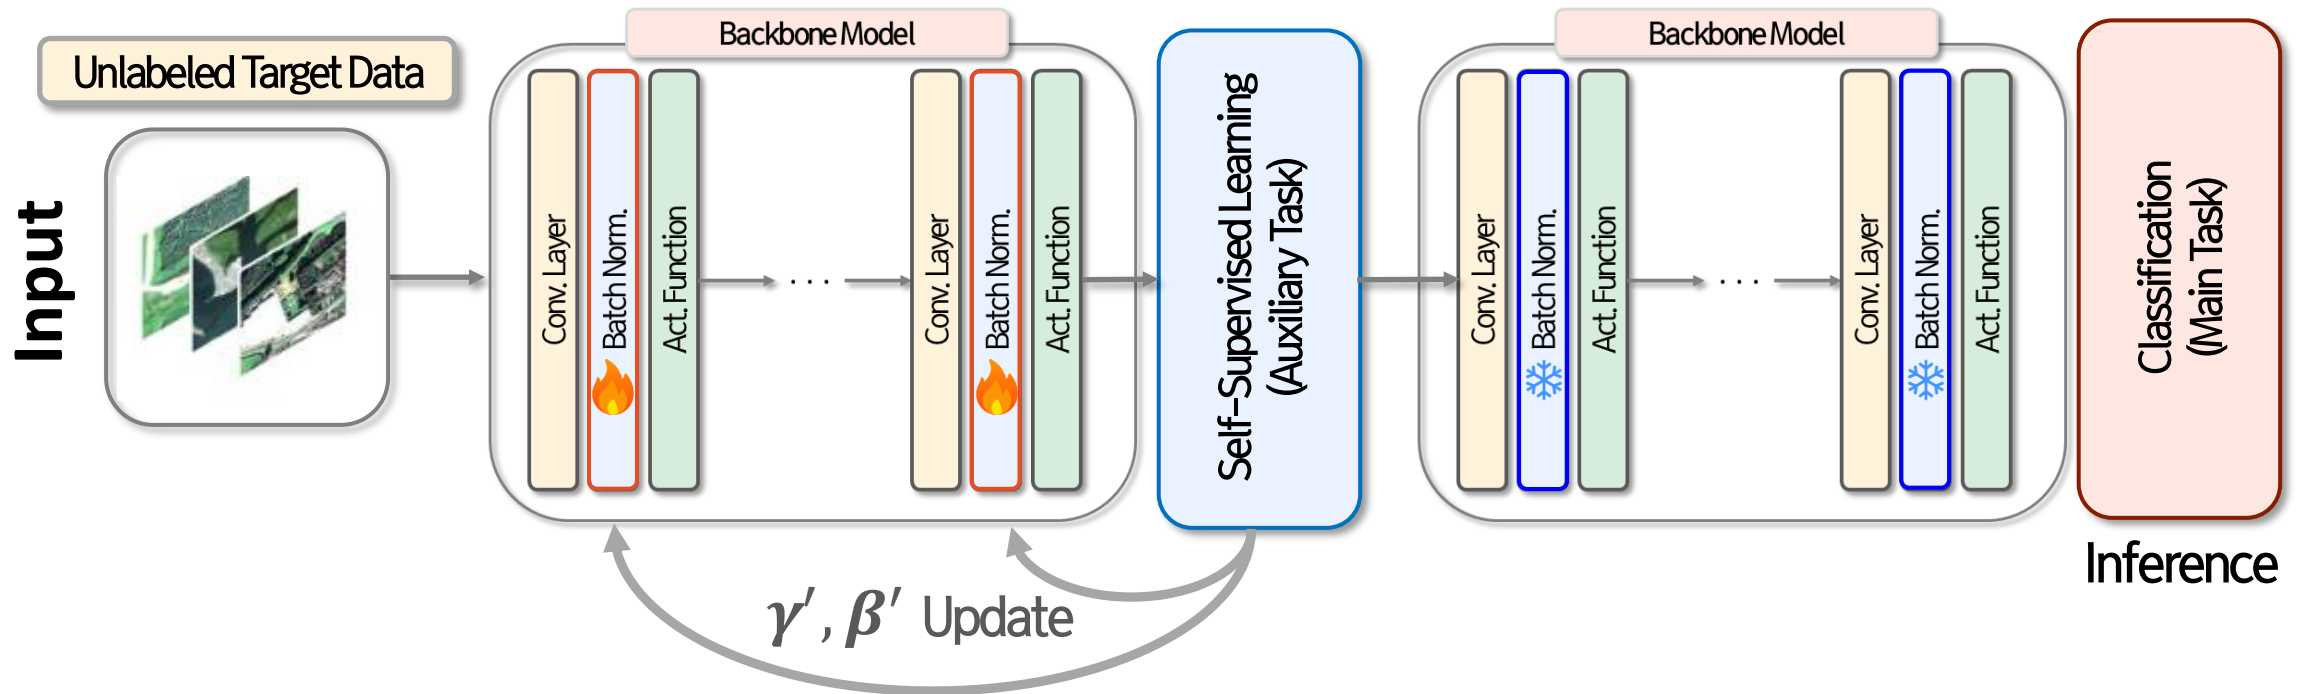 Unlabeled Target Data
Input
Backbone Model
Conv. Layer
Batch Norm.
Act. Function
. . .
Conv. Layer
Batch Norm.
Act. Function
γ′, β′ Update
Self-Supervised Learning
(Auxiliary Task)
Backbone Model
Conv. Layer
Batch Norm.
Act. Function
. . .
Conv. Layer
Batch Norm.
Act. Function
Classification
(Main Task)
Inference